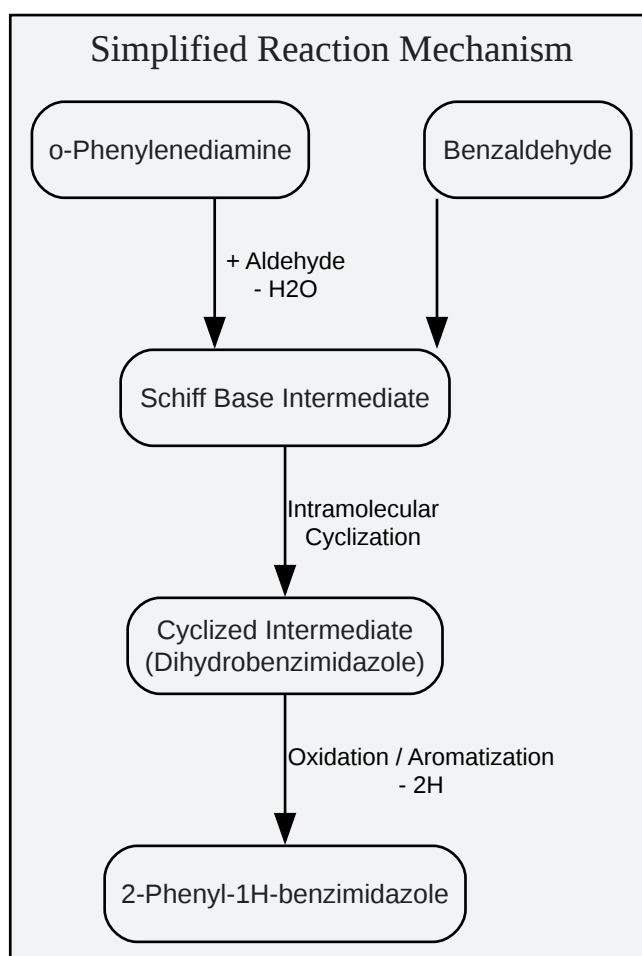 Simplified Reaction Mechanism
o-Phenylenediamine
Benzaldehyde
+ Aldehyde
- H2O
Schiff Base Intermediate
Intramolecular
Cyclization
Cyclized Intermediate
(Dihydrobenzimidazole)
Oxidation / Aromatization
- 2H
2-Phenyl-1H-benzimidazole